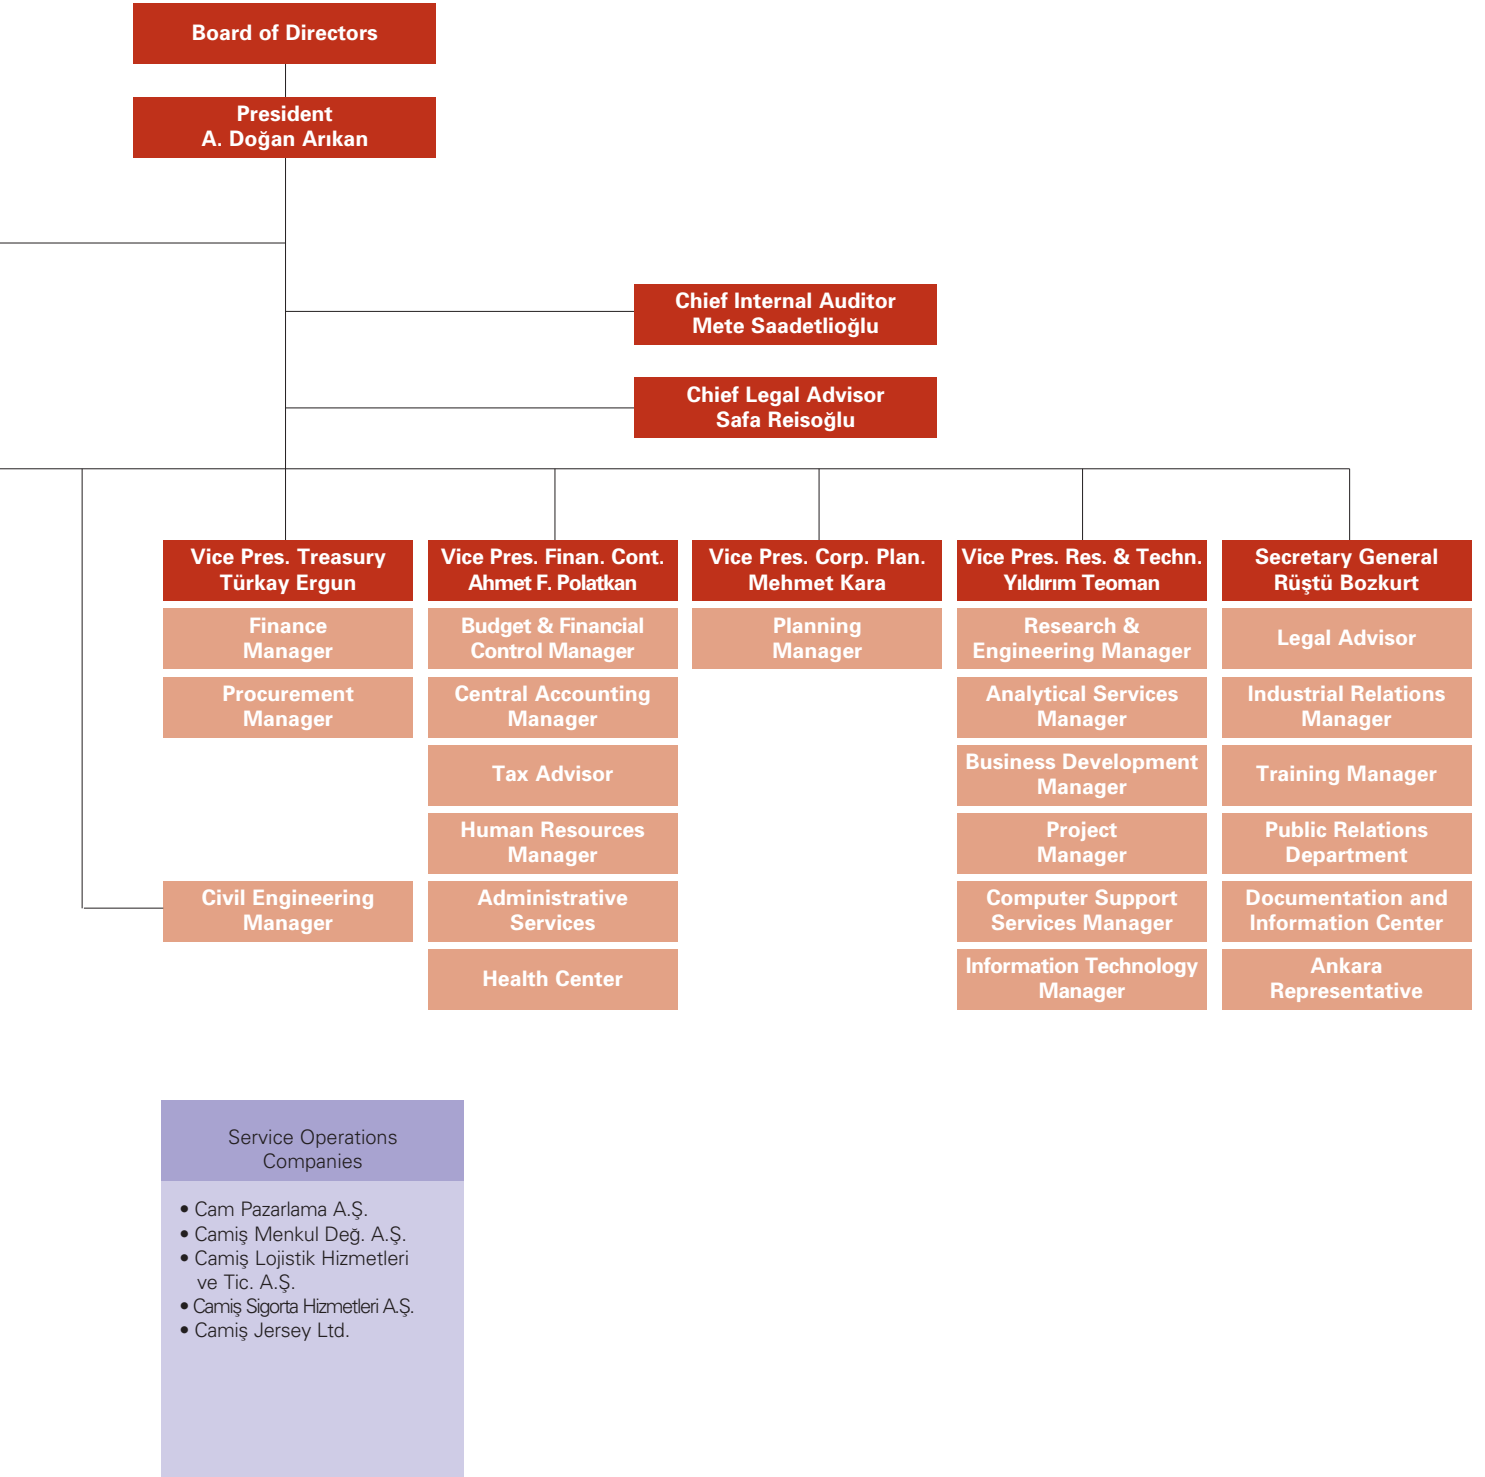 Board of Directors
President
A. Doğan Arıkan
Chief Internal Auditor
Mete Saadetlioğlu
Chief Legal Advisor
Safa Reisoğlu
Vice Pres. Treasury
Türkay Ergun
Finance
Manager
Procurement
Manager
Civil Engineering
Manager
Vice Pres. Finan. Cont.
Ahmet F. Polatkan
Budget & Financial
Control Manager
Central Accounting
Manager
Tax Advisor
Human Resources
Manager
Administrative
Services
Health Center
Vice Pres. Corp. Plan.
Mehmet Kara
Planning
Manager
Vice Pres. Res. & Techn.
Yıldırım Teoman
Research &
Engineering Manager
Analytical Services
Manager
Business Development
Manager
Project
Manager
Computer Support
Services Manager
Information Technology
Manager
Secretary General
Rüştü Bozkurt
Legal Advisor
Industrial Relations
Manager
Training Manager
Public Relations
Department
Documentation and
Information Center
Ankara
Representative
Service Operations
Companies
• Cam Pazarlama A.Ş.
• Camiş Menkul Değ. A.Ş.
• Camiş Lojistik Hizmetleri
ve Tic. A.Ş.
• Camiş Sigorta Hizmetleri A.Ş.
• Camiş Jersey Ltd.